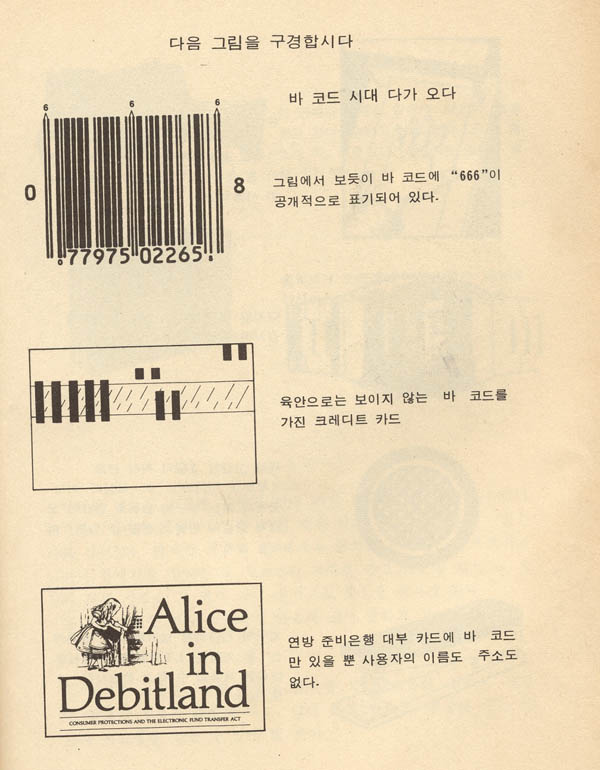 다음 그림을 구경합시다
바 코드 시대 다가 오다
6 6 6
0 8
077975 022658
그림에서 보듯이 바 코드에 "666"이
공개적으로 표기되어 있다.
육안으로는 보이지 않는 바 코드를
가진 크레디트 카드
Alice
in
Debitland
CONSUMER PROTECTIONS AND THE ELECTRONIC FUND TRANSFER ACT
연방 준비은행 대부 카드에 바 코드
만 있을 뿐 사용자의 이름도 주소도
없다.